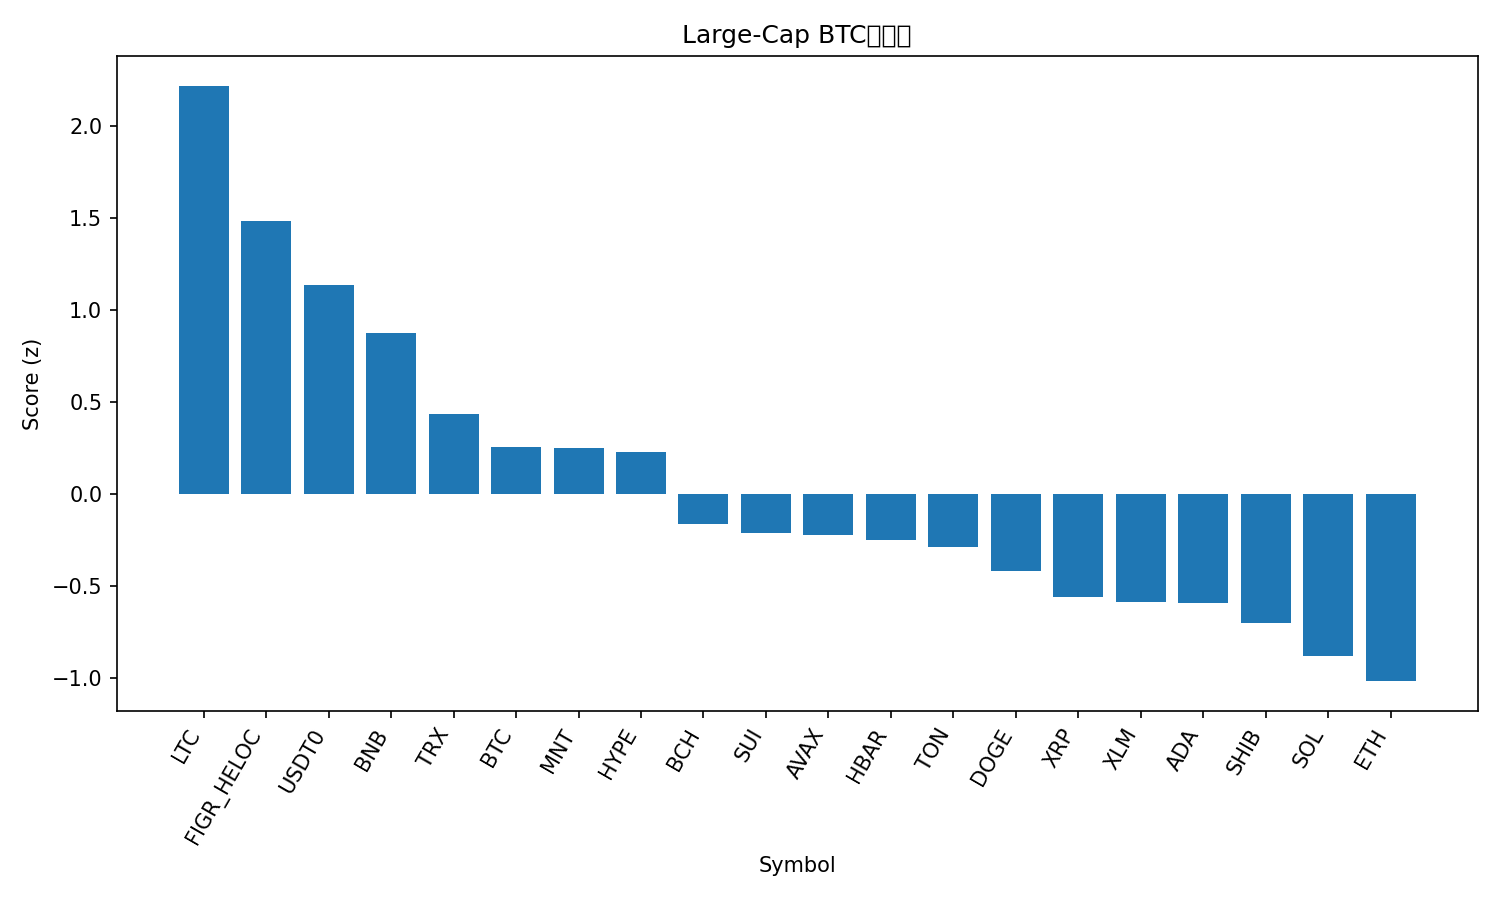 Large-Cap BTC
Score (z)
2.0
1.5
1.0
0.5
0.0
−0.5
−1.0
LTC
FIGR_HELOC
USDT0
BNB
TRX
BTC
MNT
HYPE
BCH
SUI
AVAX
HBAR
TON
DOGE
XRP
XLM
ADA
SHIB
SOL
ETH
Symbol